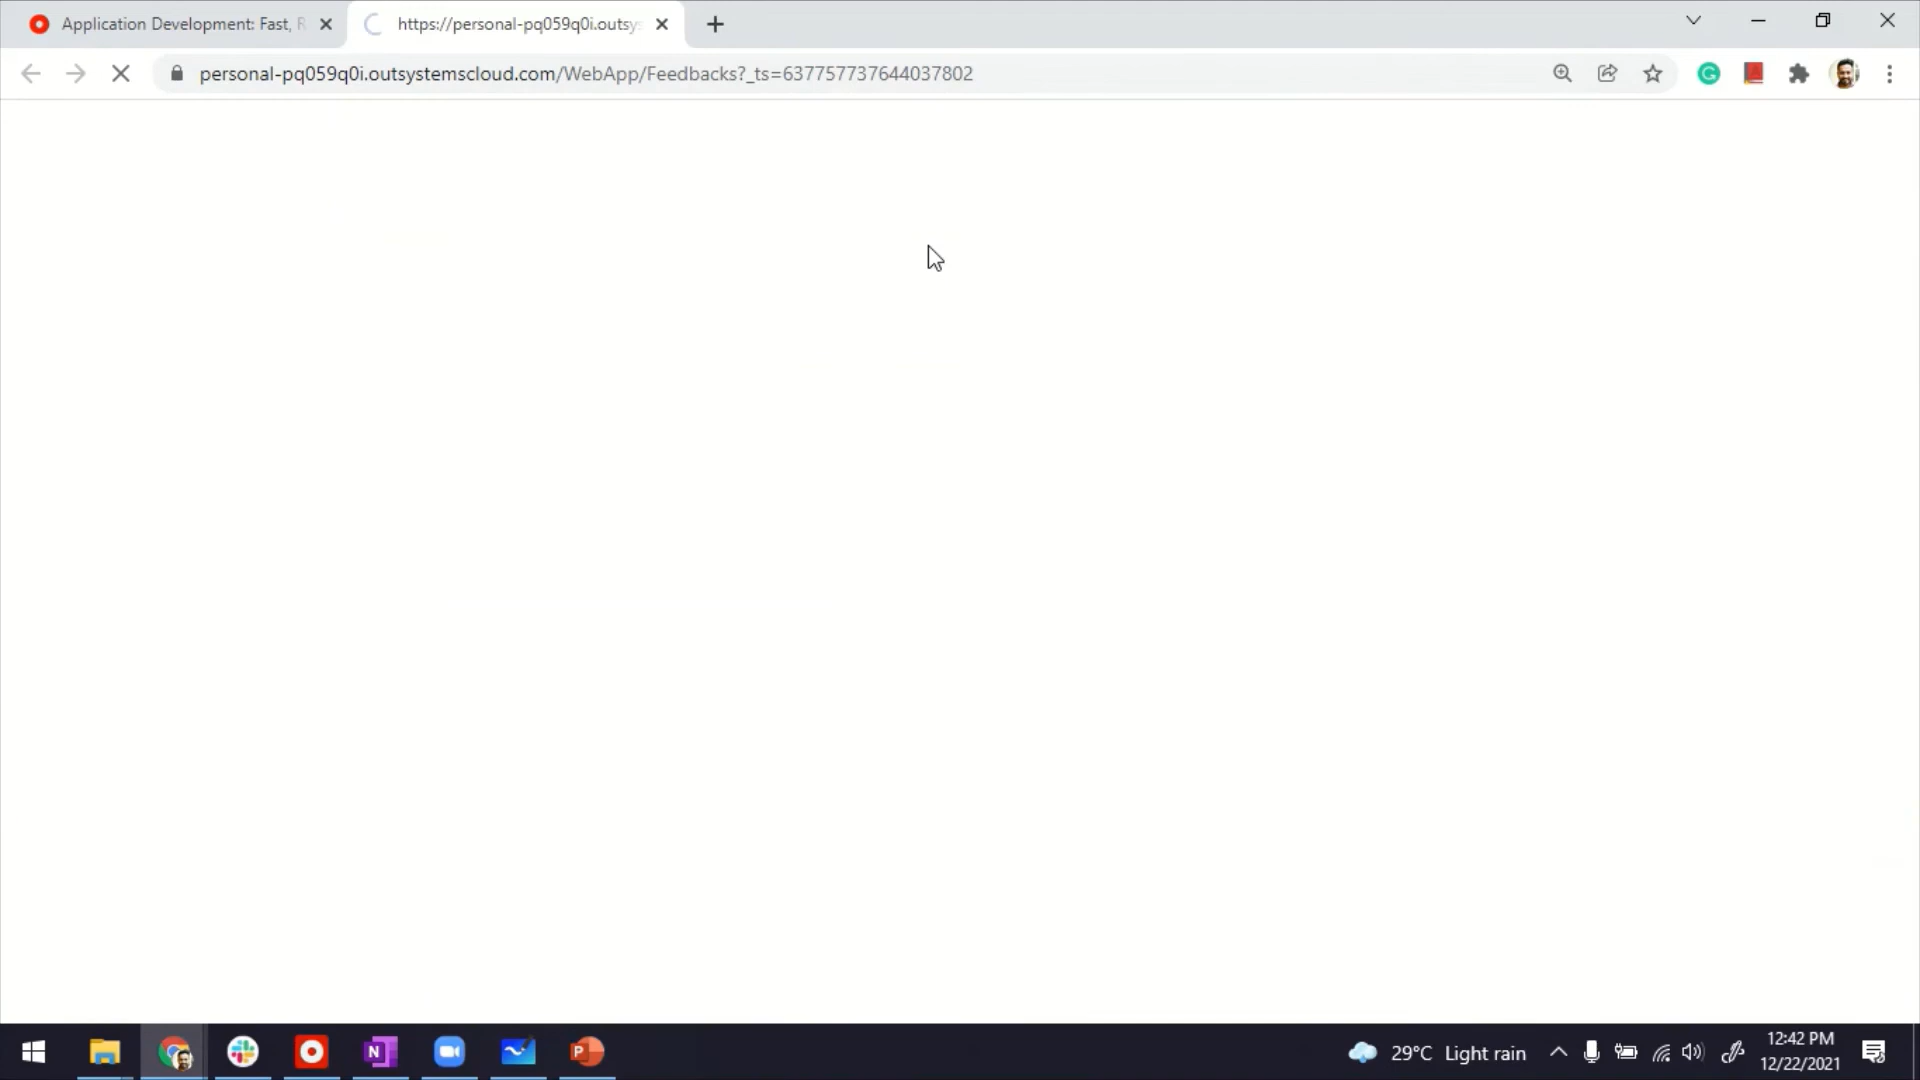 Application Development: Fast, R
https://personal-pq059q0i.outsy
personal-pq059q0i.outsystemscloud.com/WebApp/Feedbacks?_ts=637757737644037802
29°C Light rain
12:42 PM
12/22/2021